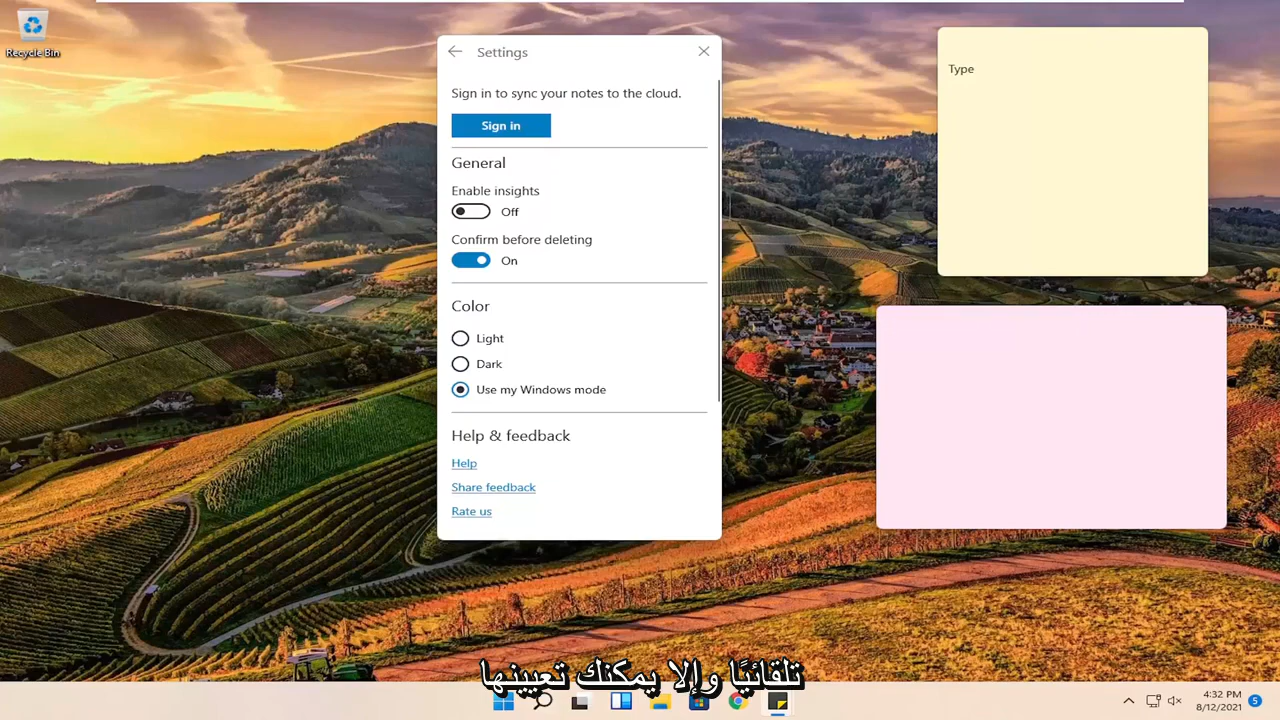 Recycle Bin
Settings
Sign in to sync your notes to the cloud.
Sign in
General
Enable insights
Off
Confirm before deleting
On
Color
Light
Dark
Use my Windows mode
Help & feedback
Help
Share feedback
Rate us
Type
تلقائيًا وإلا يمكنك تعيينها
4:32 PM
8/12/2021
5